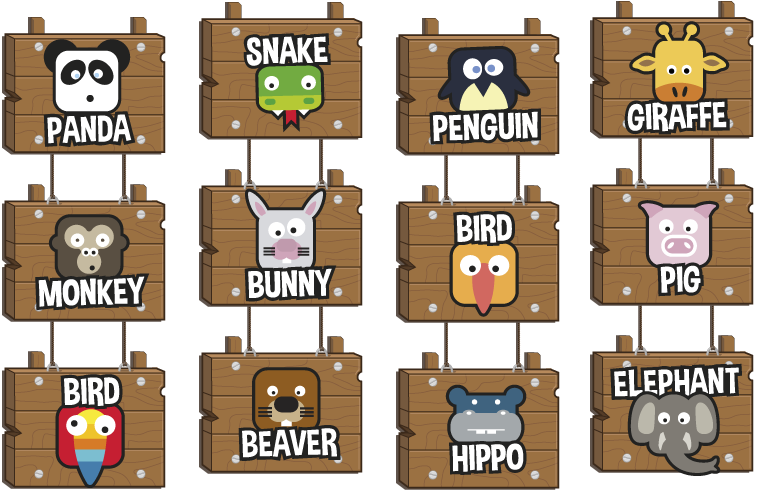 PANDA
SNAKE
PENGUIN
GIRAFFE
MONKEY
BUNNY
BIRD
PIG
BIRD
BEAVER
HIPPO
ELEPHANT